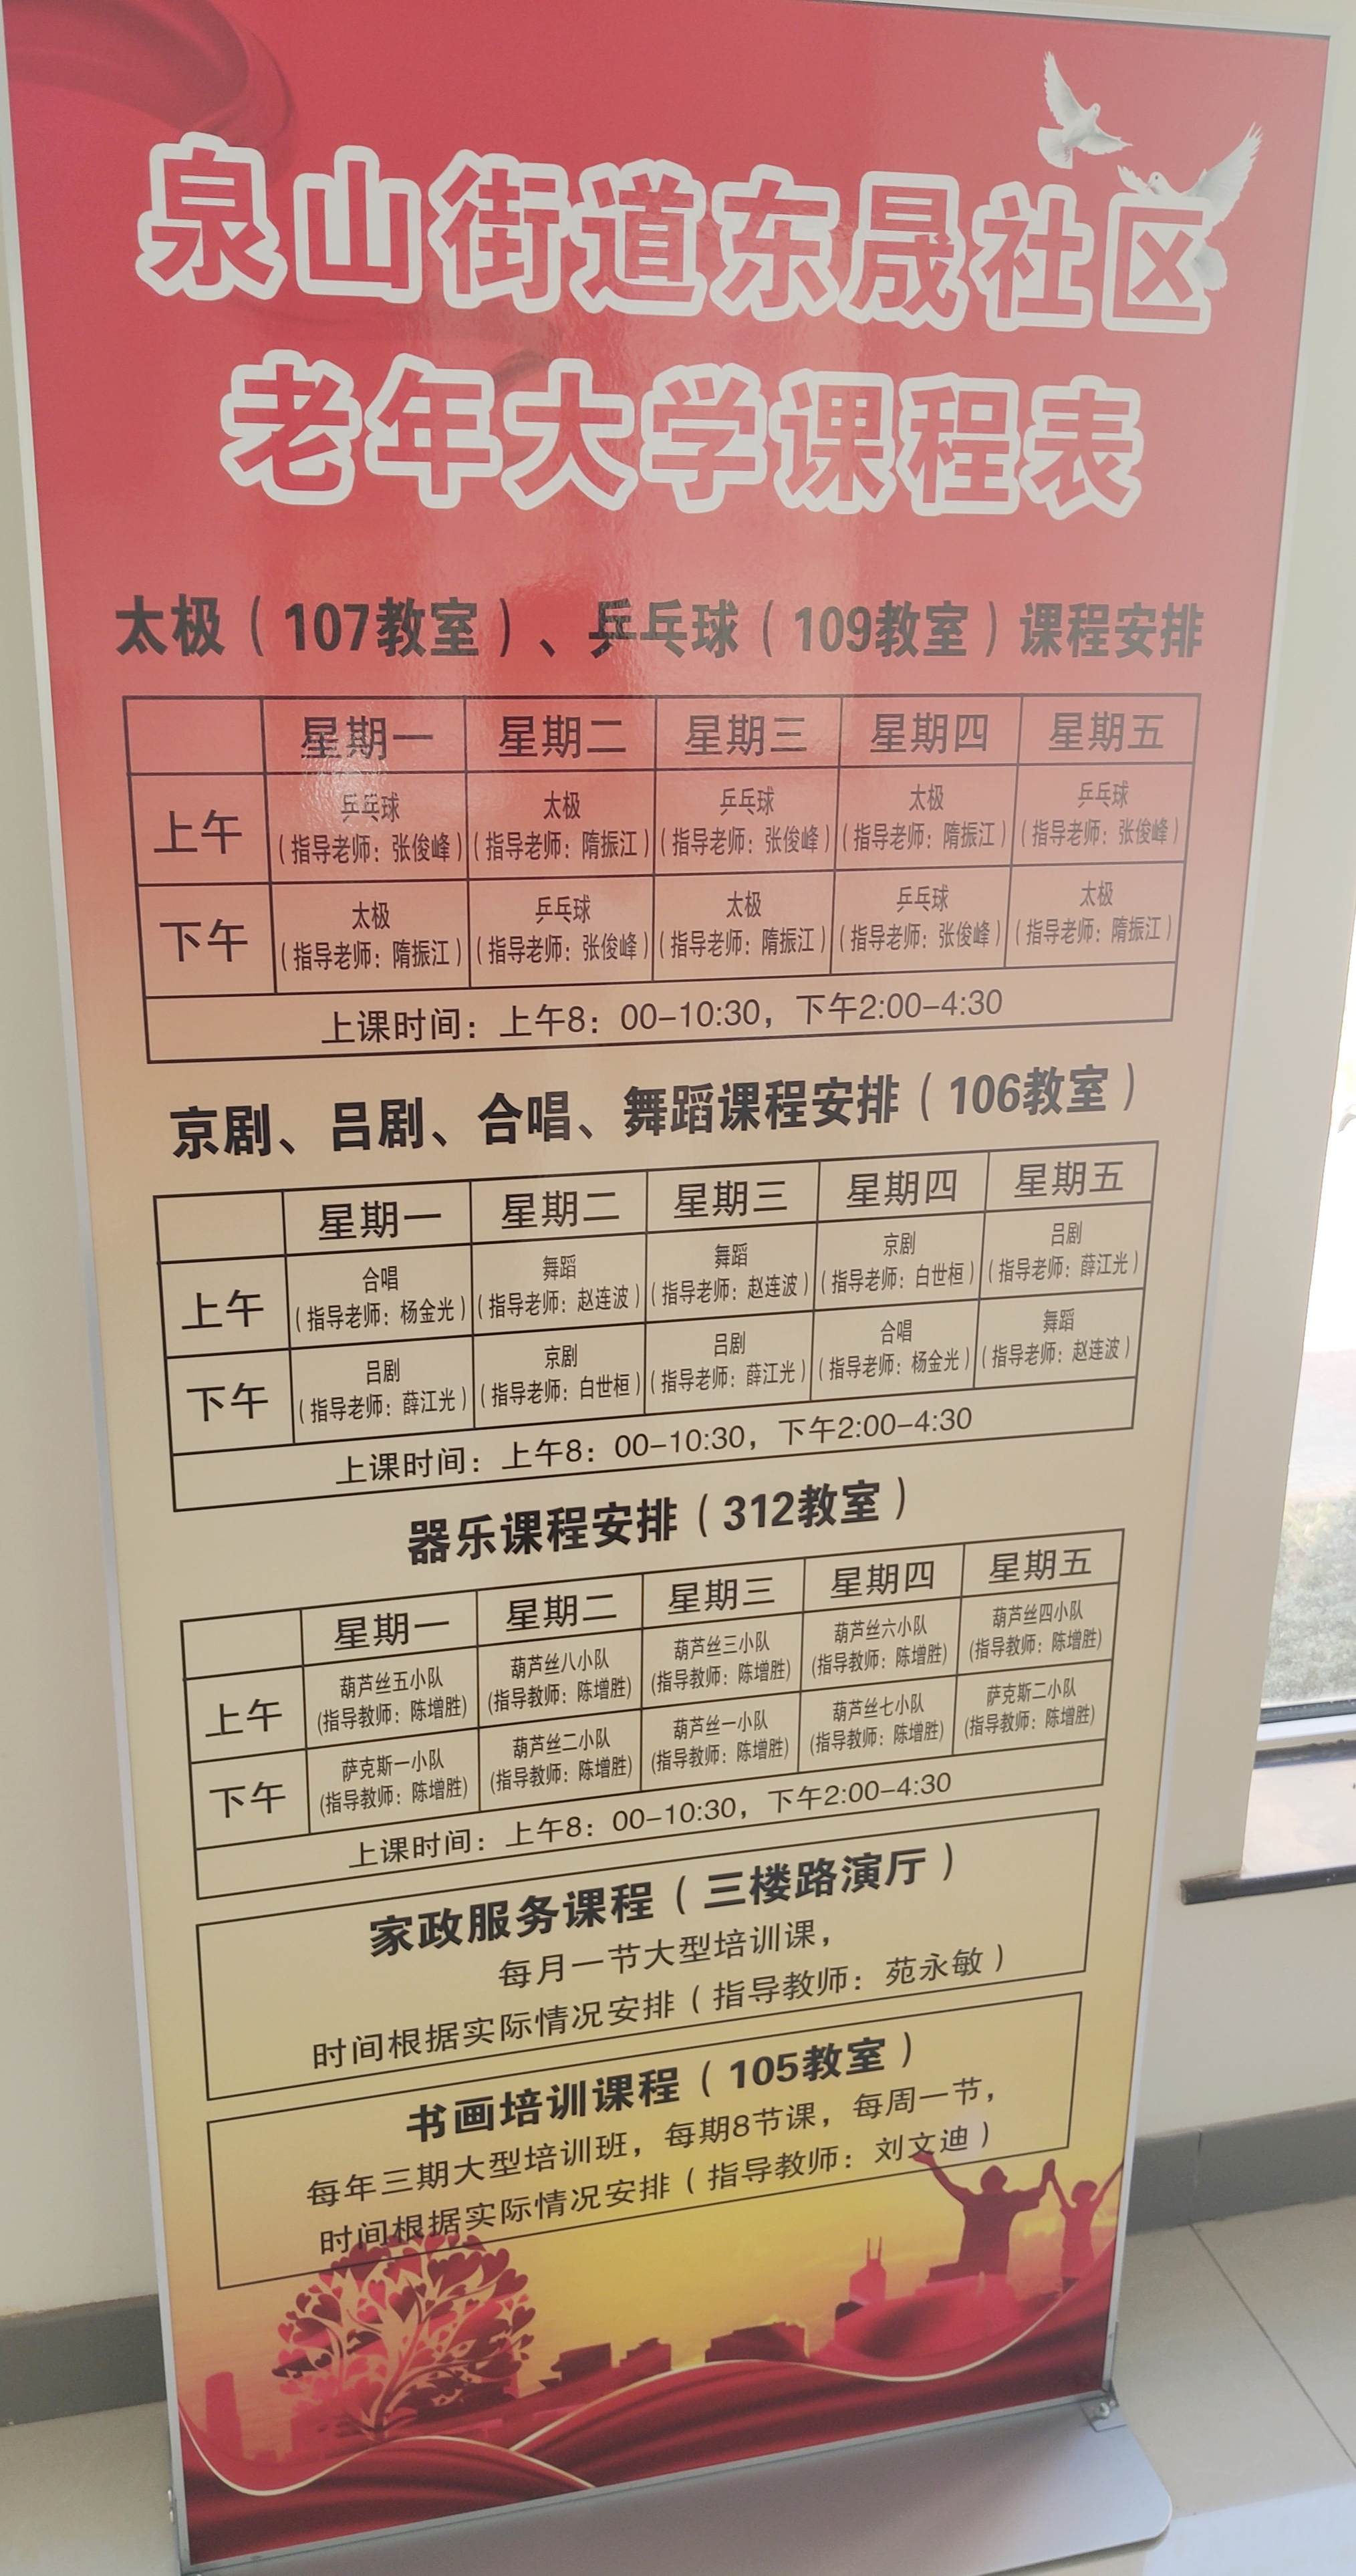 泉山街道东晟社区
老年大学课程表
太极（107教室）、乒乓球（109教室）课程安排
星期一 星期二 星期三 星期四 星期五
上午
乒乓球 太极 乒乓球 太极 乒乓球
（指导老师：张俊峰） （指导老师：隋振江） （指导老师：张俊峰） （指导老师：隋振江） （指导老师：张俊峰）
下午
太极 乒乓球 太极 乒乓球 太极
（指导老师：隋振江） （指导老师：张俊峰） （指导老师：隋振江） （指导老师：张俊峰） （指导老师：隋振江）
上课时间：上午8：00-10:30，下午2:00-4:30
京剧、吕剧、合唱、舞蹈课程安排（106教室）
星期一 星期二 星期三 星期四 星期五
上午
合唱 舞蹈 舞蹈 京剧 吕剧
（指导老师：杨金光） （指导老师：赵连波） （指导老师：赵连波） （指导老师：白世桓） （指导老师：薛江光）
下午
吕剧 京剧 吕剧 合唱 舞蹈
（指导老师：薛江光） （指导老师：白世桓） （指导老师：薛江光） （指导老师：杨金光） （指导老师：赵连波）
上课时间：上午8：00-10:30，下午2:00-4:30
器乐课程安排（312教室）
星期一 星期二 星期三 星期四 星期五
上午
葫芦丝五小队 葫芦丝八小队 葫芦丝三小队 葫芦丝六小队 葫芦丝四小队
(指导教师：陈增胜) (指导教师：陈增胜) (指导教师：陈增胜) (指导教师：陈增胜) (指导教师：陈增胜)
下午
萨克斯一小队 葫芦丝二小队 葫芦丝一小队 葫芦丝七小队 萨克斯二小队
(指导教师：陈增胜) (指导教师：陈增胜) (指导教师：陈增胜) (指导教师：陈增胜) (指导教师：陈增胜)
上课时间：上午8：00-10:30，下午2:00-4:30
家政服务课程（三楼路演厅）
每月一节大型培训课，
时间根据实际情况安排（指导教师：苑永敏）
书画培训课程（105教室）
每年三期大型培训班，每期8节课，每周一节，
时间根据实际情况安排（指导教师：刘文迪）